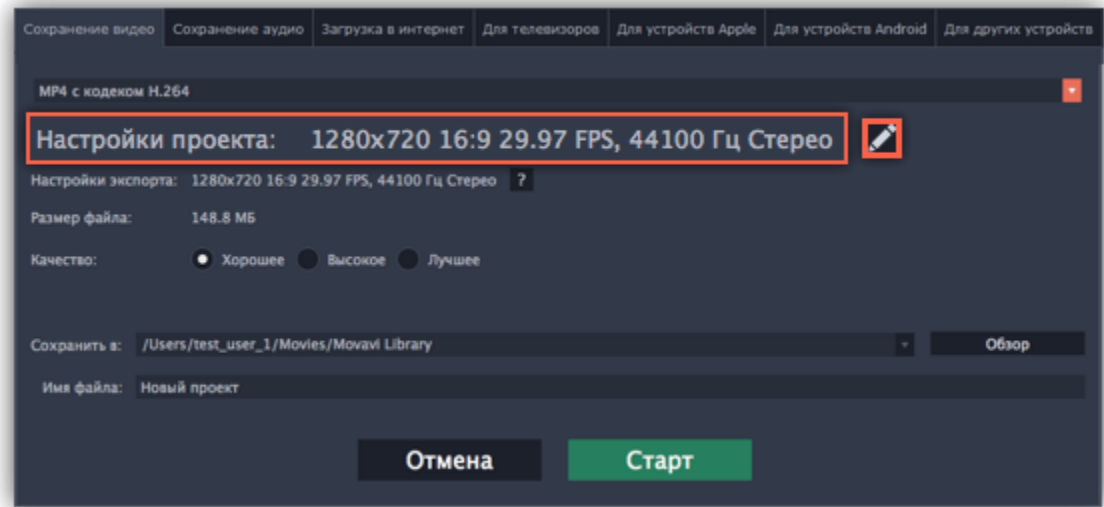 Сохранение видео Сохранение аудио Загрузка в интернет Для телевизоров Для устройств Apple Для устройств Android Для других устройств
MP4 с кодеком H.264
Настройки проекта: 1280x720 16:9 29.97 FPS, 44100 Гц Стерео
Настройки экспорта: 1280x720 16:9 29.97 FPS, 44100 Гц Стерео ?
Размер файла: 148.8 МБ
Качество: Хорошее Высокое Лучшее
Сохранить в: /Users/test_user_1/Movies/Movavi Library Обзор
Имя файла: Новый проект
Отмена Старт